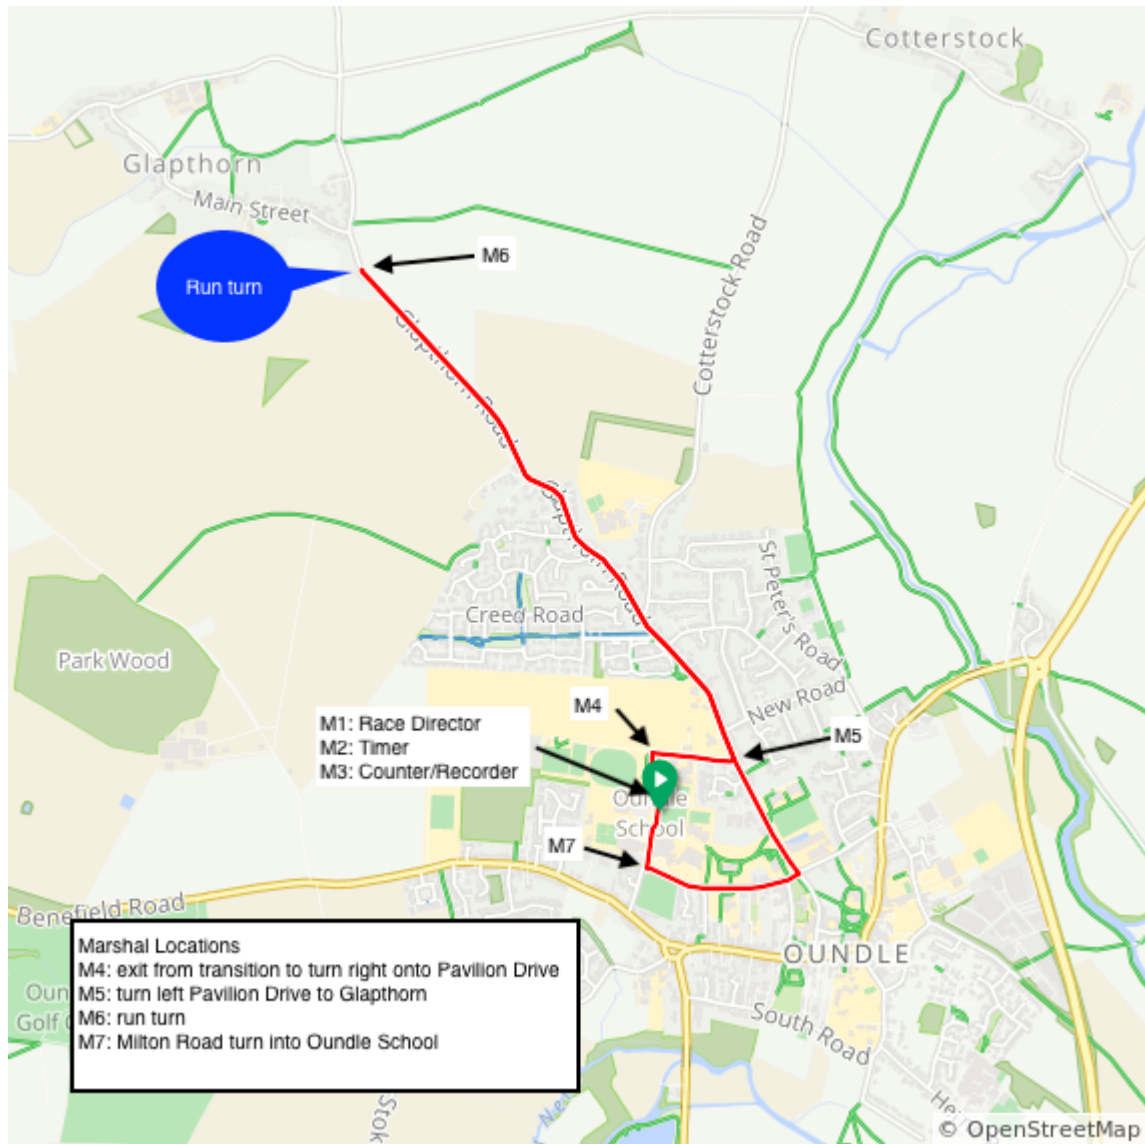 Cotterstock
Glapthorn
Main Street
M6
Run turn
Cotterstock Road
Glapthorn Road
Glapthorn Road
St Peter's Road
Creed Road
Park Wood
New Road
M4
M5
M1: Race Director
M2: Timer
M3: Counter/Recorder
Oundle
School
M7
Benefield Road
OUNDLE
Marshal Locations
M4: exit from transition to turn right onto Pavilion Drive
M5: turn left Pavilion Drive to Glapthorn
M6: run turn
M7: Milton Road turn into Oundle School
Oun
Golf
South Road
Stok
© OpenStreetMap